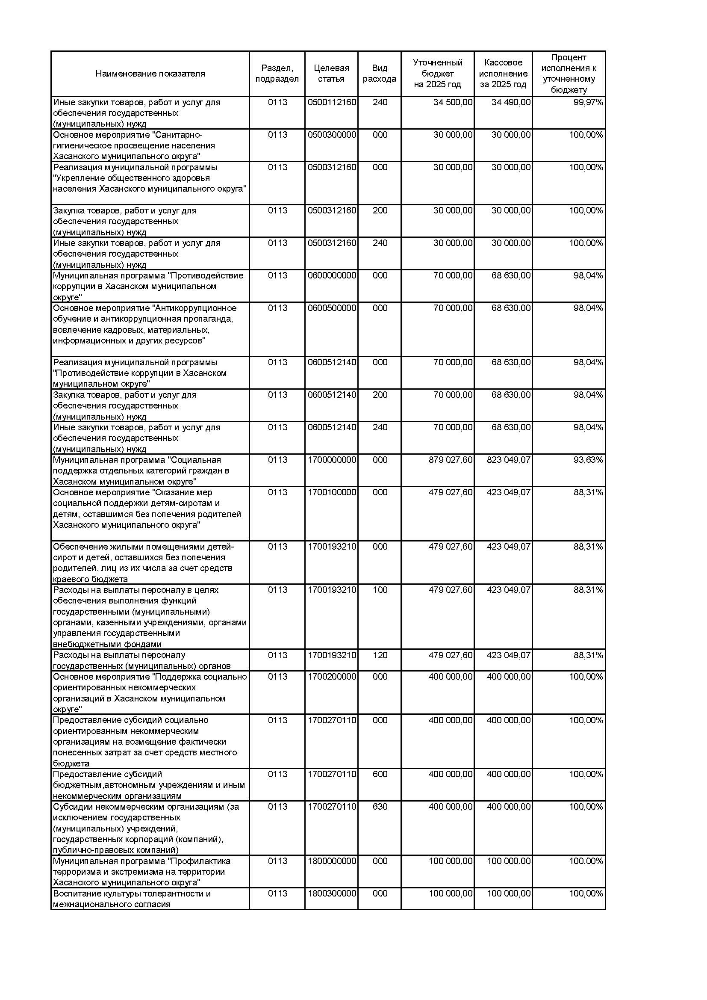 Наименование показателя
Раздел,
подраздел
Целевая
статья
Вид
расхода
Уточненный
бюджет
на 2025 год
Кассовое
исполнение
за 2025 год
Процент
исполнения к
уточненному
бюджету
Иные закупки товаров, работ и услуг для 0113 0500112160 240 34 500,00 34 490,00 99,97%
обеспечения государственных
(муниципальных) нужд
Основное мероприятие "Санитарно- 0113 0500300000 000 30 000,00 30 000,00 100,00%
гигиеническое просвещение населения
Хасанского муниципального округа"
Реализация муниципальной программы 0113 0500312160 000 30 000,00 30 000,00 100,00%
"Укрепление общественного здоровья
населения Хасанского муниципального округа"
Закупка товаров, работ и услуг для 0113 0500312160 200 30 000,00 30 000,00 100,00%
обеспечения государственных
(муниципальных) нужд
Иные закупки товаров, работ и услуг для 0113 0500312160 240 30 000,00 30 000,00 100,00%
обеспечения государственных
(муниципальных) нужд
Муниципальная программа "Противодействие 0113 0600000000 000 70 000,00 68 630,00 98,04%
коррупции в Хасанском муниципальном
округе"
Основное мероприятие "Антикоррупционное 0113 0600500000 000 70 000,00 68 630,00 98,04%
обучение и антикоррупционная пропаганда,
вовлечение кадровых, материальных,
информационных и других ресурсов"
Реализация муниципальной программы 0113 0600512140 000 70 000,00 68 630,00 98,04%
"Противодействие коррупции в Хасанском
муниципальном округе"
Закупка товаров, работ и услуг для 0113 0600512140 200 70 000,00 68 630,00 98,04%
обеспечения государственных
(муниципальных) нужд
Иные закупки товаров, работ и услуг для 0113 0600512140 240 70 000,00 68 630,00 98,04%
обеспечения государственных
(муниципальных) нужд
Муниципальная программа "Социальная 0113 1700000000 000 879 027,60 823 049,07 93,63%
поддержка отдельных категорий граждан в
Хасанском муниципальном округе"
Основное мероприятие "Оказание мер 0113 1700100000 000 479 027,60 423 049,07 88,31%
социальной поддержки детям-сиротам и
детям, оставшимся без попечения родителей
Хасанского муниципального округа"
Обеспечение жилыми помещениями детей- 0113 1700193210 000 479 027,60 423 049,07 88,31%
сирот и детей, оставшихся без попечения
родителей, лиц из их числа за счет средств
краевого бюджета
Расходы на выплаты персоналу в целях 0113 1700193210 100 479 027,60 423 049,07 88,31%
обеспечения выполнения функций
государственными (муниципальными)
органами, казенными учреждениями, органами
управления государственными
внебюджетными фондами
Расходы на выплаты персоналу 0113 1700193210 120 479 027,60 423 049,07 88,31%
государственных (муниципальных) органов
Основное мероприятие "Поддержка социально 0113 1700200000 000 400 000,00 400 000,00 100,00%
ориентированных некоммерческих
организаций в Хасанском муниципальном
округе"
Предоставление субсидий социально 0113 1700270110 000 400 000,00 400 000,00 100,00%
ориентированным некоммерческим
организациям на возмещение фактически
понесенных затрат за счет средств местного
бюджета
Предоставление субсидий 0113 1700270110 600 400 000,00 400 000,00 100,00%
бюджетным,автономным учреждениям и иным
некоммерческим организациям
Субсидии некоммерческим организациям (за 0113 1700270110 630 400 000,00 400 000,00 100,00%
исключением государственных
(муниципальных) учреждений,
государственных корпораций (компаний),
публично-правовых компаний)
Муниципальная программа "Профилактика 0113 1800000000 000 100 000,00 100 000,00 100,00%
терроризма и экстремизма на территории
Хасанского муниципального округа"
Воспитание культуры толерантности и 0113 1800300000 000 100 000,00 100 000,00 100,00%
межнационального согласия